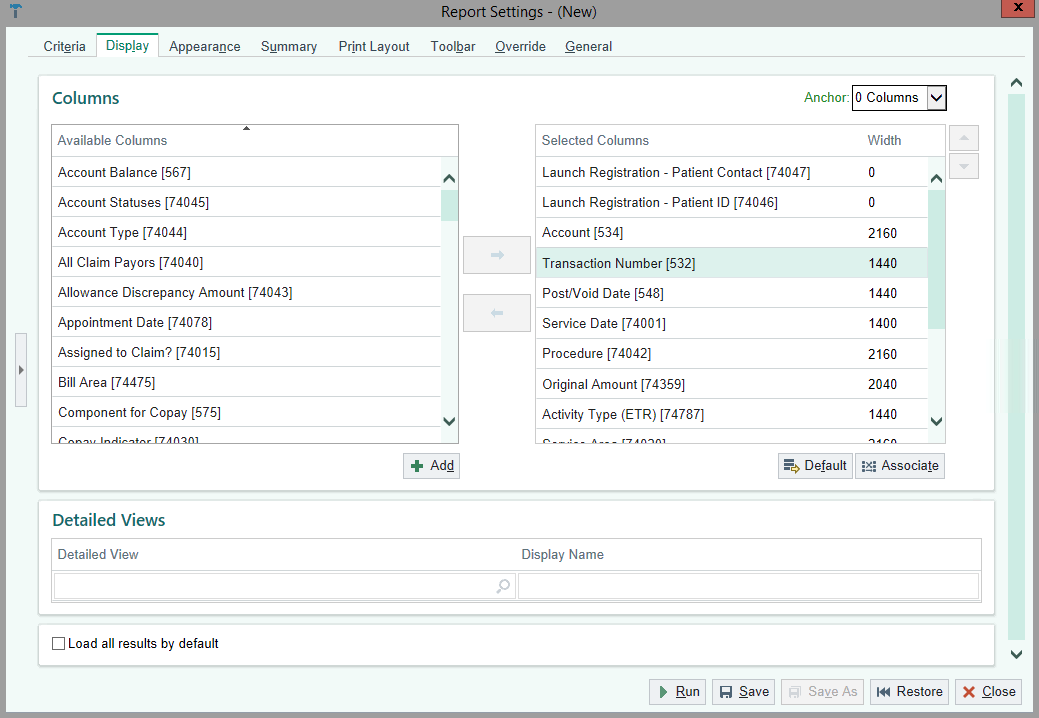 Report Settings - (New)
Criteria Display Appearance Summary Print Layout Toolbar Override General
Columns
Anchor: 0 Columns
Available Columns
Account Balance [567]
Account Statuses [74045]
Account Type [74044]
All Claim Payors [74040]
Allowance Discrepancy Amount [74043]
Appointment Date [74078]
Assigned to Claim? [74015]
Bill Area [74475]
Component for Copay [575]
Copay Indicator [74030]
Add
Selected Columns Width
Launch Registration - Patient Contact [74047] 0
Launch Registration - Patient ID [74046] 0
Account [534] 2160
Transaction Number [532] 1440
Post/Void Date [548] 1440
Service Date [74001] 1400
Procedure [74042] 2160
Original Amount [74359] 2040
Activity Type (ETR) [74787] 1440
Service Area [74029] 2160
Default Associate
Detailed Views
Detailed View Display Name
Load all results by default
Run Save Save As Restore Close